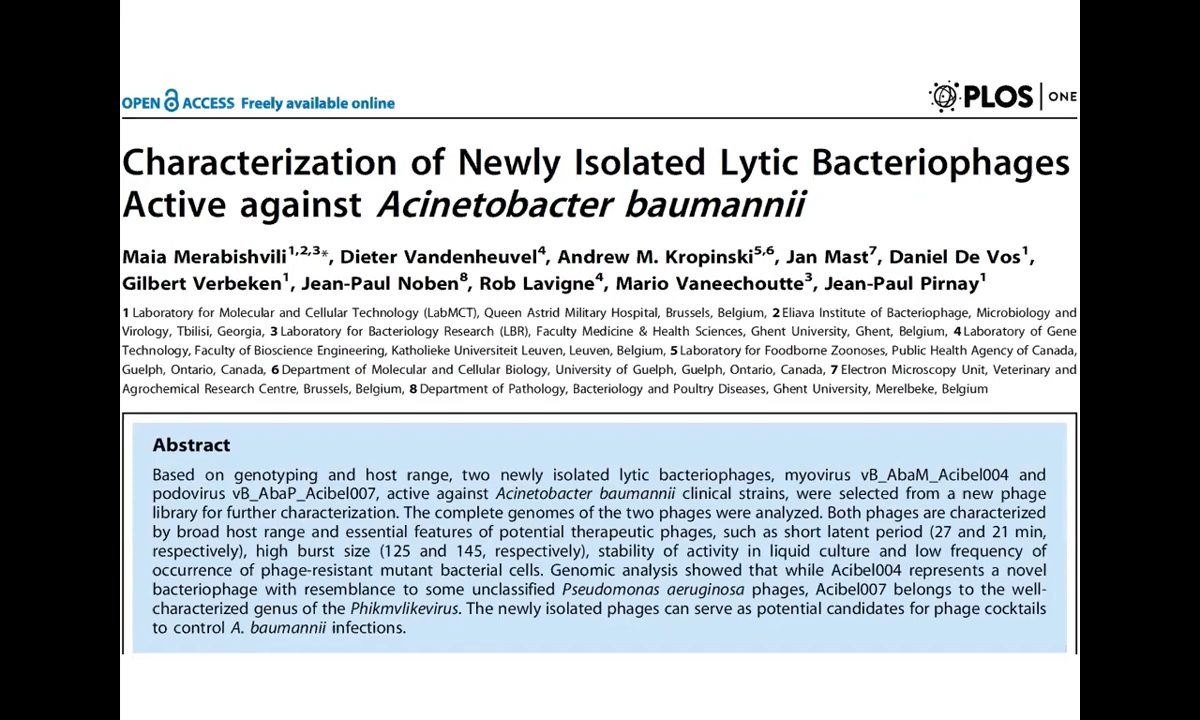 OPEN ACCESS Freely available online
PLOS ONE
Characterization of Newly Isolated Lytic Bacteriophages
Active against Acinetobacter baumannii
Maia Merabishvili1,2,3*, Dieter Vandenheuvel4, Andrew M. Kropinski5,6, Jan Mast7, Daniel De Vos1,
Gilbert Verbeken1, Jean-Paul Noben8, Rob Lavigne4, Mario Vaneechoutte3, Jean-Paul Pirnay1
1 Laboratory for Molecular and Cellular Technology (LabMCT), Queen Astrid Military Hospital, Brussels, Belgium, 2 Eliava Institute of Bacteriophage, Microbiology and
Virology, Tbilisi, Georgia, 3 Laboratory for Bacteriology Research (LBR), Faculty Medicine & Health Sciences, Ghent University, Ghent, Belgium, 4 Laboratory of Gene
Technology, Faculty of Bioscience Engineering, Katholieke Universiteit Leuven, Leuven, Belgium, 5 Laboratory for Foodborne Zoonoses, Public Health Agency of Canada,
Guelph, Ontario, Canada, 6 Department of Molecular and Cellular Biology, University of Guelph, Guelph, Ontario, Canada, 7 Electron Microscopy Unit, Veterinary and
Agrochemical Research Centre, Brussels, Belgium, 8 Department of Pathology, Bacteriology and Poultry Diseases, Ghent University, Merelbeke, Belgium
Abstract
Based on genotyping and host range, two newly isolated lytic bacteriophages, myovirus vB_AbaM_Acibel004 and
podovirus vB_AbaP_Acibel007, active against Acinetobacter baumannii clinical strains, were selected from a new phage
library for further characterization. The complete genomes of the two phages were analyzed. Both phages are characterized
by broad host range and essential features of potential therapeutic phages, such as short latent period (27 and 21 min,
respectively), high burst size (125 and 145, respectively), stability of activity in liquid culture and low frequency of
occurrence of phage-resistant mutant bacterial cells. Genomic analysis showed that while Acibel004 represents a novel
bacteriophage with resemblance to some unclassified Pseudomonas aeruginosa phages, Acibel007 belongs to the well-
characterized genus of the Phikmvlikevirus. The newly isolated phages can serve as potential candidates for phage cocktails
to control A. baumannii infections.